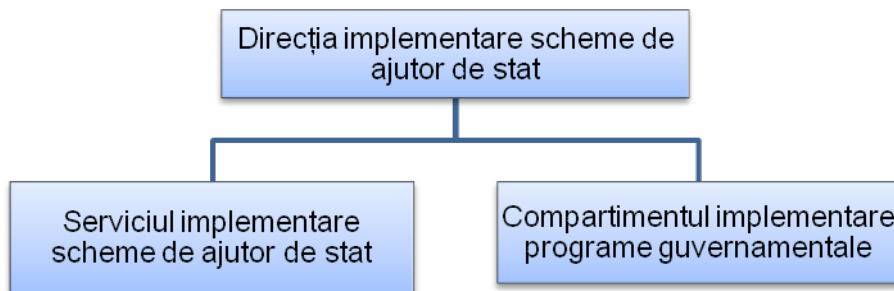 Direcția implementare scheme de
ajutor de stat
Serviciul implementare
scheme de ajutor de stat
Compartimentul implementare
programe guvernamentale